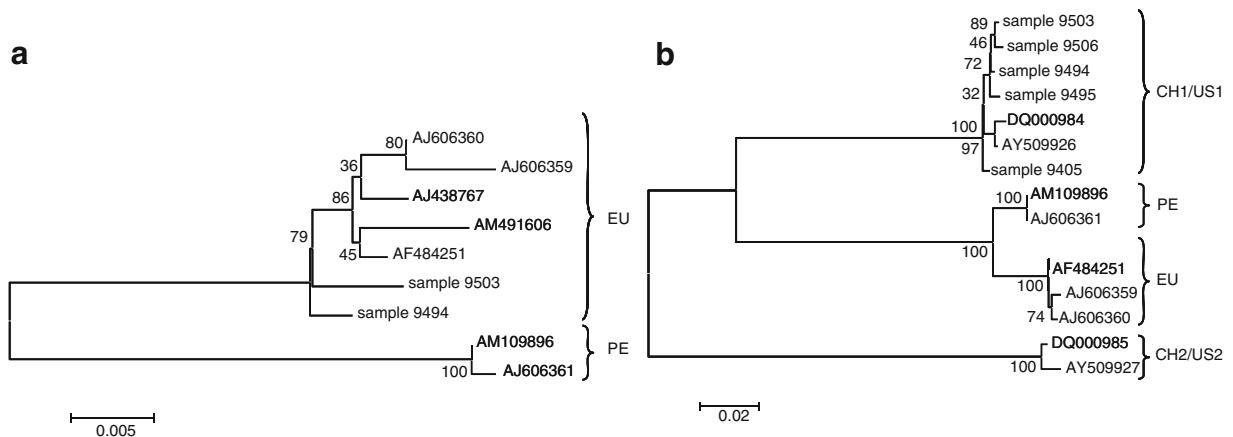 a
80
AJ606360
AJ606359
36
AJ438767
86
AM491606
79
45
AF484251
sample 9503
sample 9494
EU
AM109896
100
AJ606361
PE
0.005
b
89
sample 9503
46
sample 9506
72
sample 9494
32
sample 9495
CH1/US1
100
DQ000984
97
AY509926
sample 9405
100
AM109896
AJ606361
PE
100
AF484251
100
AJ606359
74
AJ606360
EU
DQ000985
100
AY509927
CH2/US2
0.02